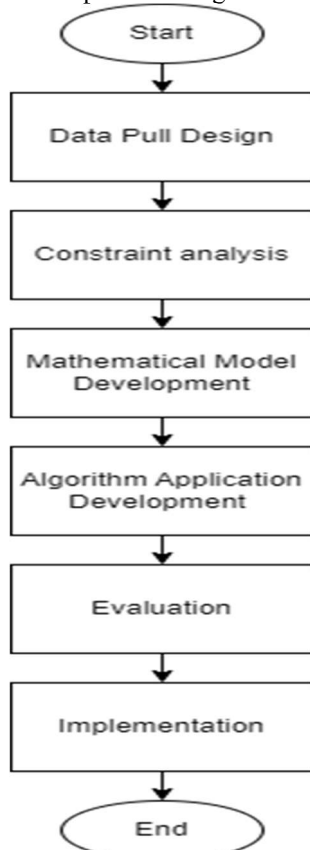 Start
Data Pull Design
Constraint analysis
Mathematical Model
Development
Algorithm Application
Development
Evaluation
Implementation
End